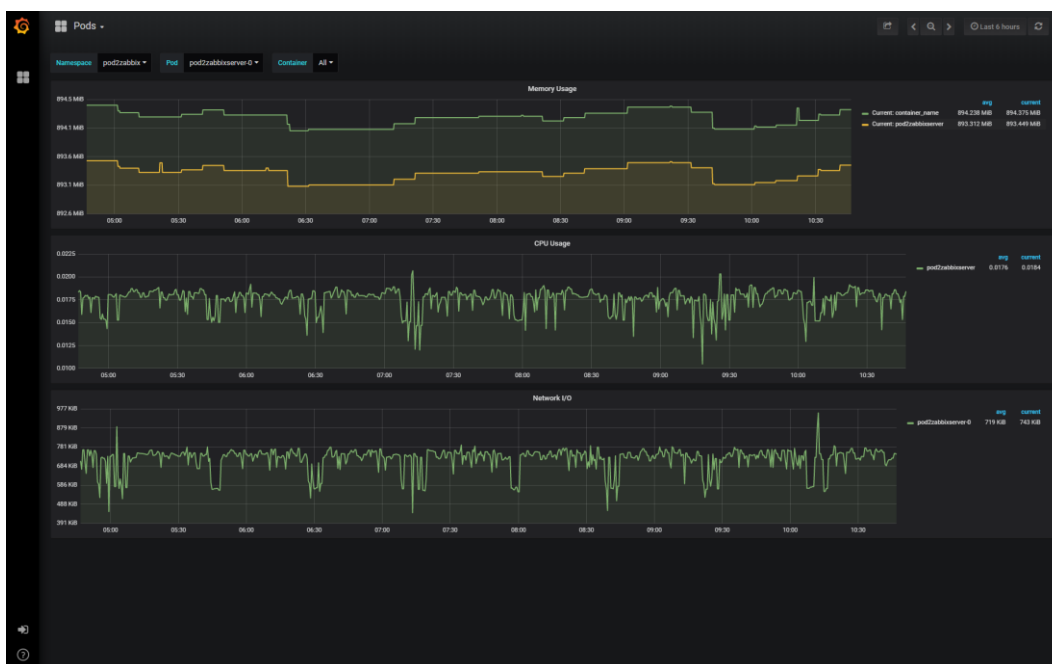 Pods
Last 6 hours
Namespace pod2zabbix Pod pod2zabbixserver-0 Container All
Memory Usage
894.5 MiB
894.1 MiB
893.6 MiB
893.1 MiB
892.6 MiB
05:00 05:30 06:00 06:30 07:00 07:30 08:00 08:30 09:00 09:30 10:00 10:30
avg current
Current: container_name 894.238 MiB 894.375 MiB
Current: pod2zabbixserver 893.312 MiB 893.449 MiB
CPU Usage
0.0225
0.0200
0.0175
0.0150
0.0125
0.0100
05:00 05:30 06:00 06:30 07:00 07:30 08:00 08:30 09:00 09:30 10:00 10:30
avg current
pod2zabbixserver 0.0176 0.0184
Network I/O
977 KiB
879 KiB
781 KiB
684 KiB
586 KiB
488 KiB
391 KiB
05:00 05:30 06:00 06:30 07:00 07:30 08:00 08:30 09:00 09:30 10:00 10:30
avg current
pod2zabbixserver-0 719 KiB 743 KiB